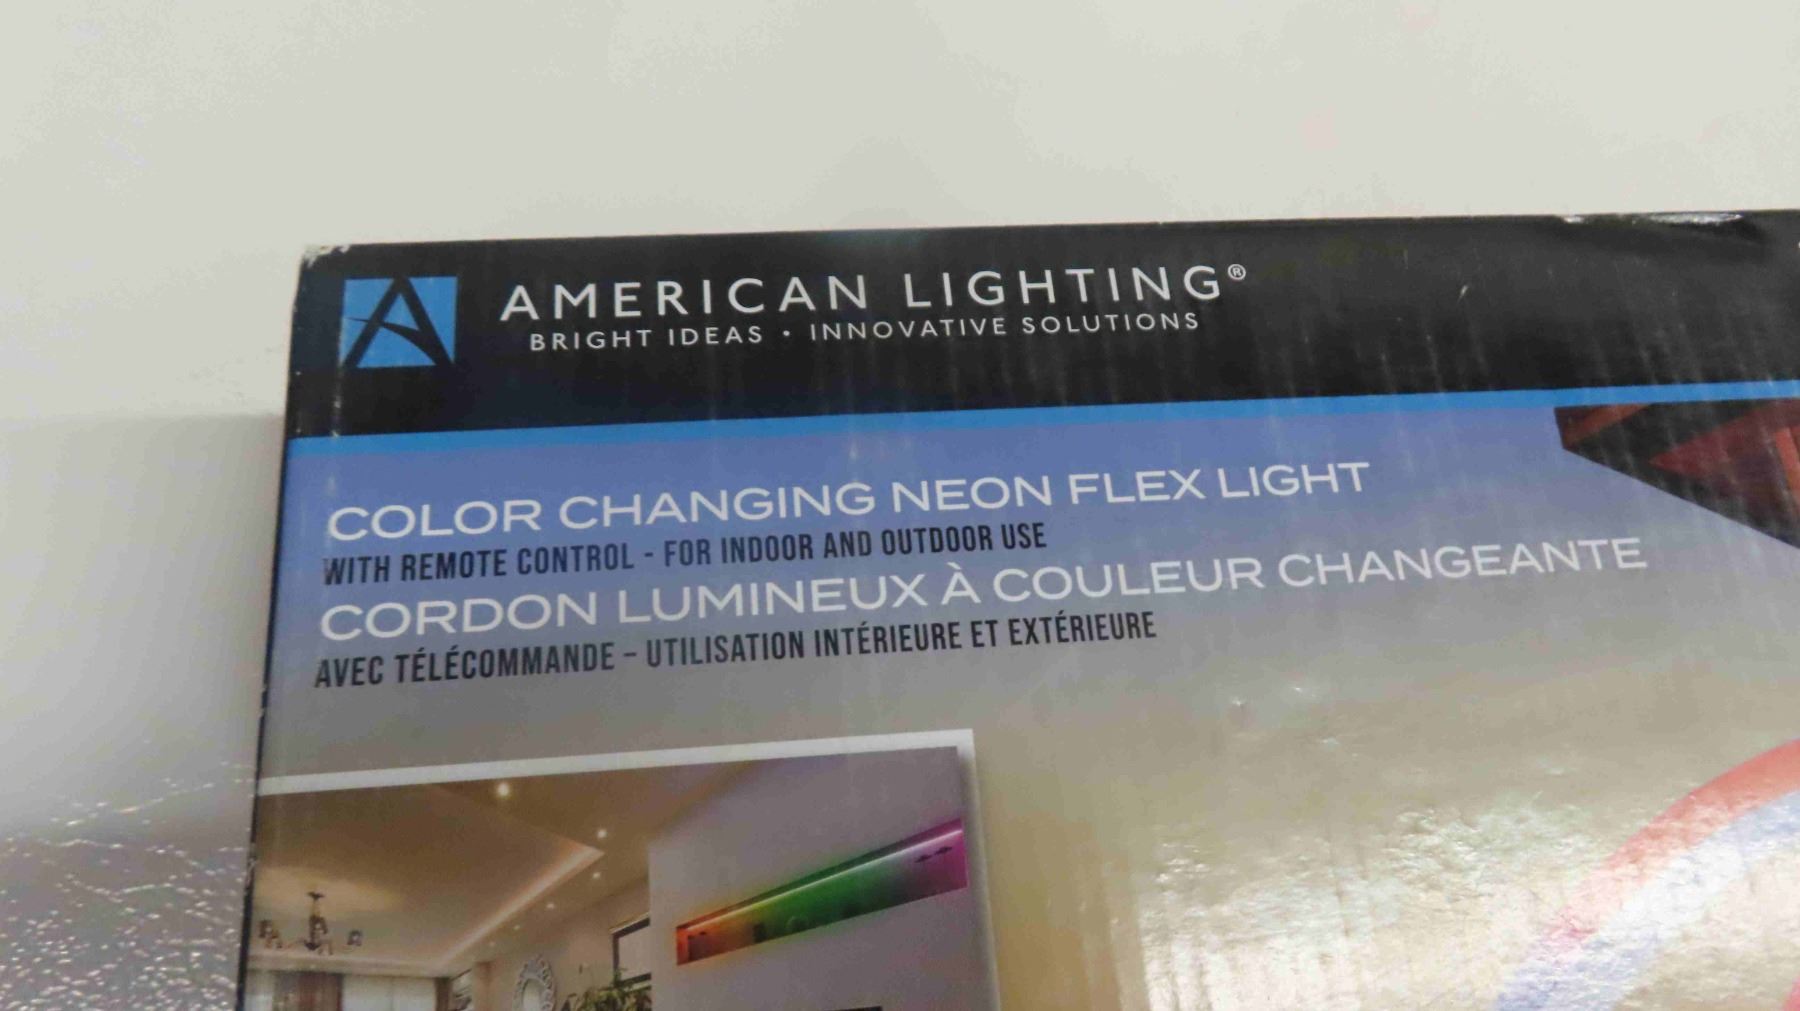 AMERICAN LIGHTING®
BRIGHT IDEAS • INNOVATIVE SOLUTIONS
COLOR CHANGING NEON FLEX LIGHT
WITH REMOTE CONTROL - FOR INDOOR AND OUTDOOR USE
CORDON LUMINEUX À COULEUR CHANGEANTE
AVEC TÉLÉCOMMANDE – UTILISATION INTÉRIEURE ET EXTÉRIEURE